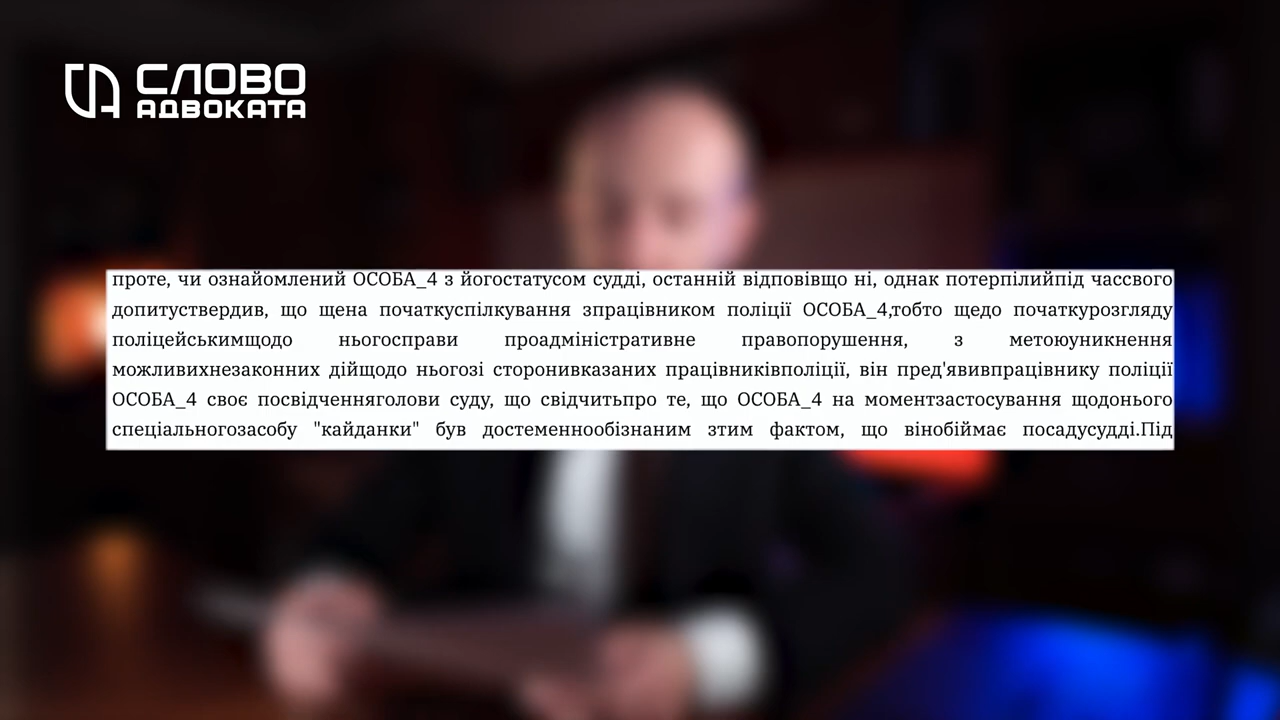 СЛОВО
АДВОКАТА
проте, чи ознайомлений ОСОБА_4 з йогостатусом судді, останній відповівщо ні, однак потерпілийпід чассвого
допитуствердив, що щена початкуспілкування зпрацівником поліції ОСОБА_4,тобто щедо початкурозгляду
поліцейськимщодо ньогосправи проадміністративне правопорушення, з метоюуникнення
можливихнезаконних дійщодо ньогозі сторонивказаних працівниківполіції, він пред'явивпрацівнику поліції
ОСОБА_4 своє посвідченняголови суду, що свідчитьпро те, що ОСОБА_4 на моментзастосування щодонього
спеціальногозасобу "кайданки" був достеменнообізнаним зтим фактом, що вінобіймає посадусудді.Під